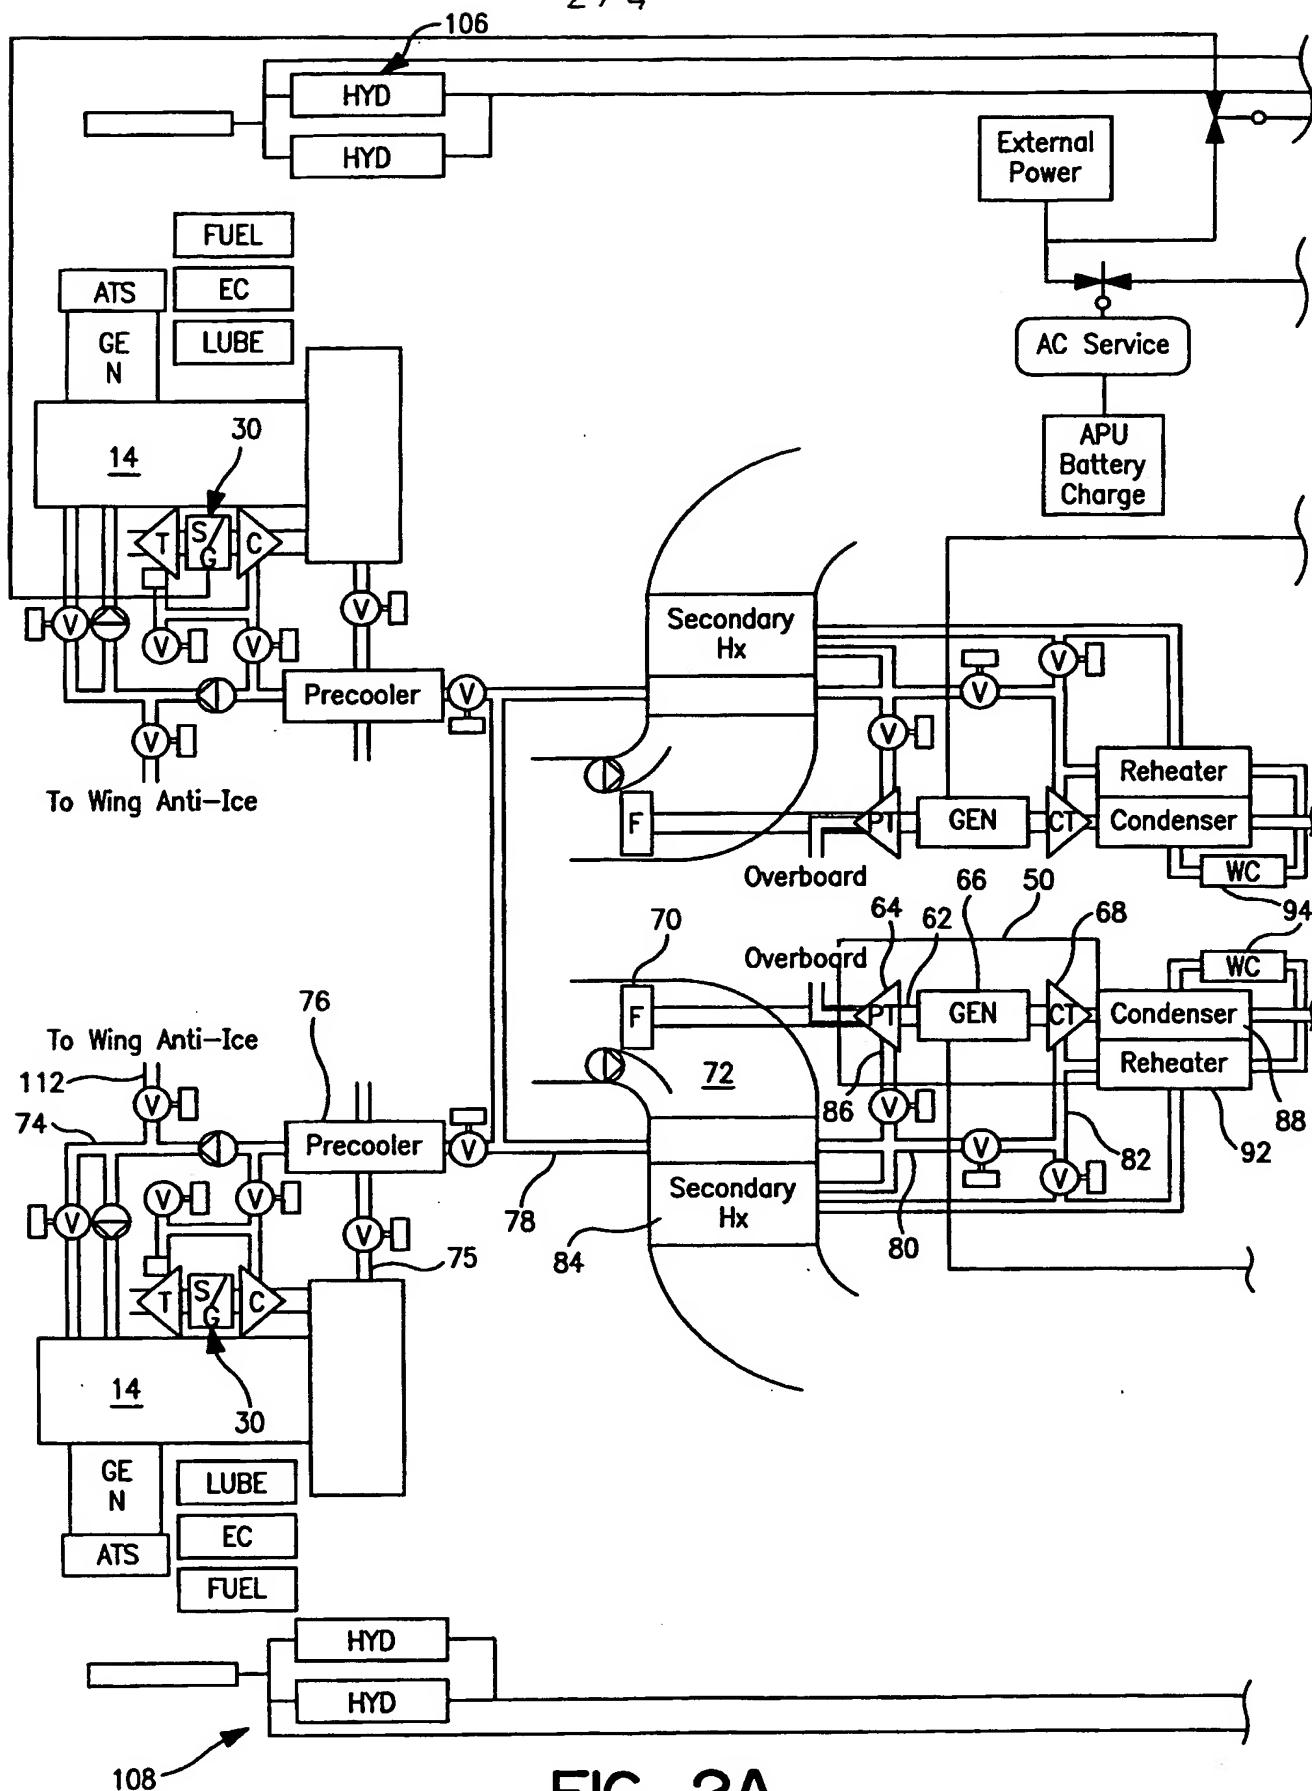 106
HYD
HYD
External
Power
FUEL
ATS
EC
GE
N
LUBE
AC Service
14
30
APU
Battery
Charge
T
S/
G
C
V
V
V
V
V
Secondary
Hx
V
Precooler
V
V
V
To Wing Anti-Ice
Reheater
F
PT
GEN
CT
Condenser
Overboard
WC
66
50
64
62
68
94
70
Overboard
WC
76
F
PT
GEN
CT
Condenser
To Wing Anti-Ice
Reheater
112
72
86
88
V
V
74
Precooler
V
V
82
92
V
V
V
V
V
Secondary
Hx
78
80
84
75
T
S/
G
C
14
30
GE
N
LUBE
ATS
EC
FUEL
HYD
HYD
108